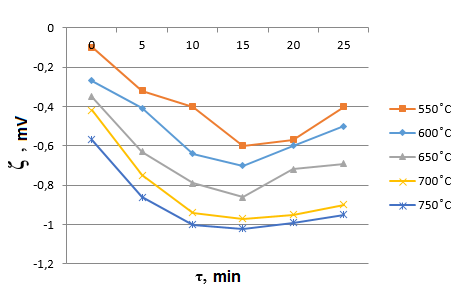 0
0 5 10 15 20 25
-0,2
-0,4
-0,6
-0,8
-1
-1,2
ζ , mV
τ, min
550˚C
600˚C
650˚C
700˚C
750˚C